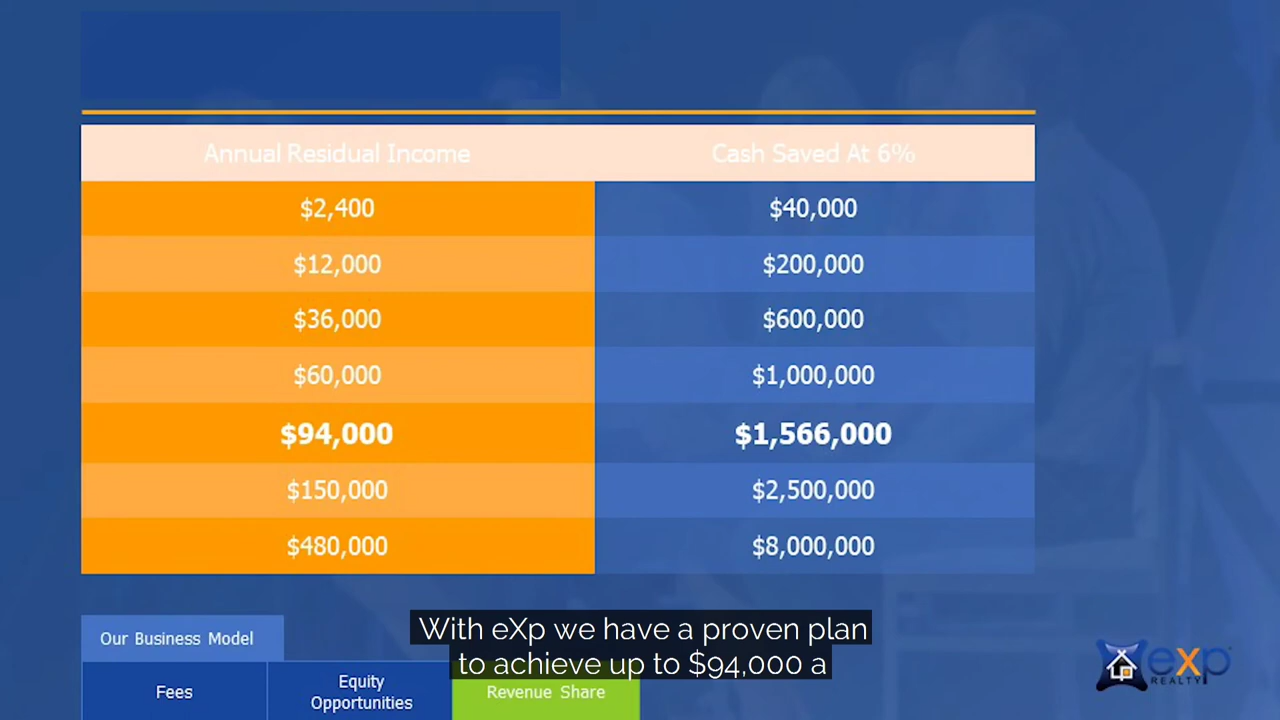 Annual Residual Income Cash Saved At 6%
$2,400 $40,000
$12,000 $200,000
$36,000 $600,000
$60,000 $1,000,000
$94,000 $1,566,000
$150,000 $2,500,000
$480,000 $8,000,000
With eXp we have a proven plan
to achieve up to $94,000 a
Our Business Model
Fees
Equity
Opportunities
Revenue Share
eXp
REALTY